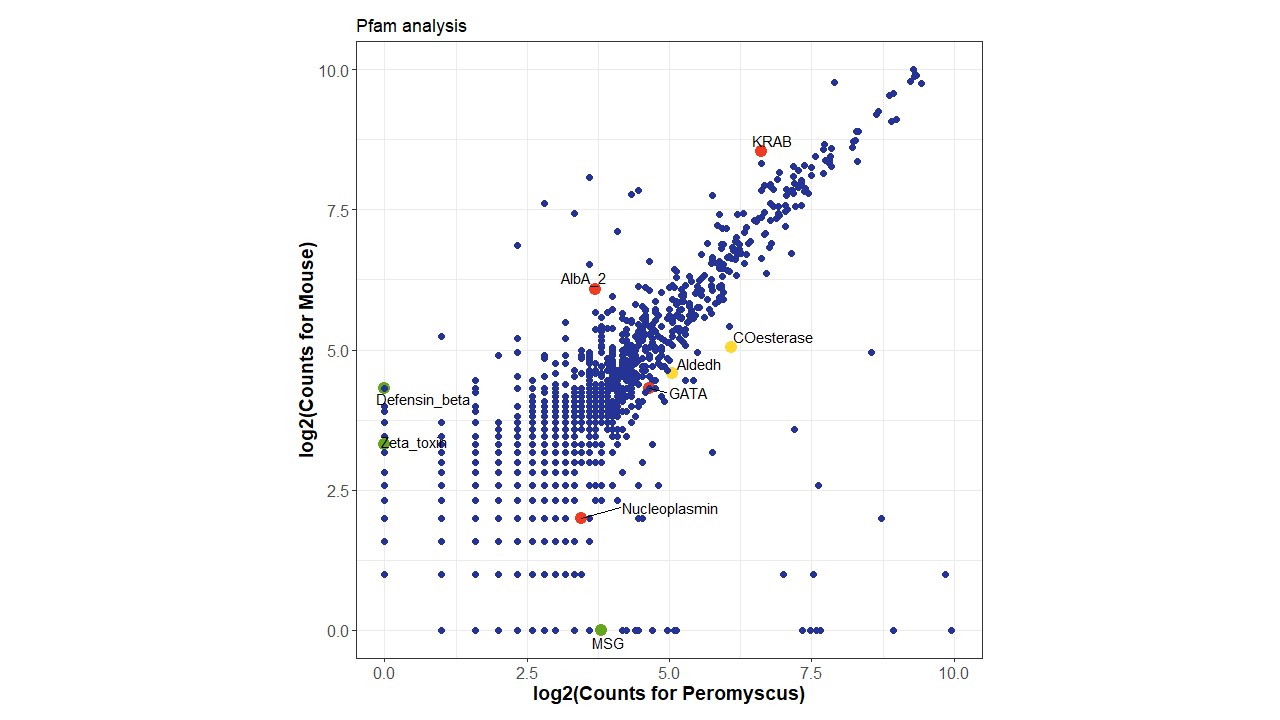 Pfam analysis
10.0
KRAB
7.5
AlbA_2
COesterase
5.0
Aldedh
GATA
Defensin_beta
Zeta_toxin
2.5
Nucleoplasmin
0.0
MSG
0.0 2.5 5.0 7.5 10.0
log2(Counts for Peromyscus)
log2(Counts for Mouse)